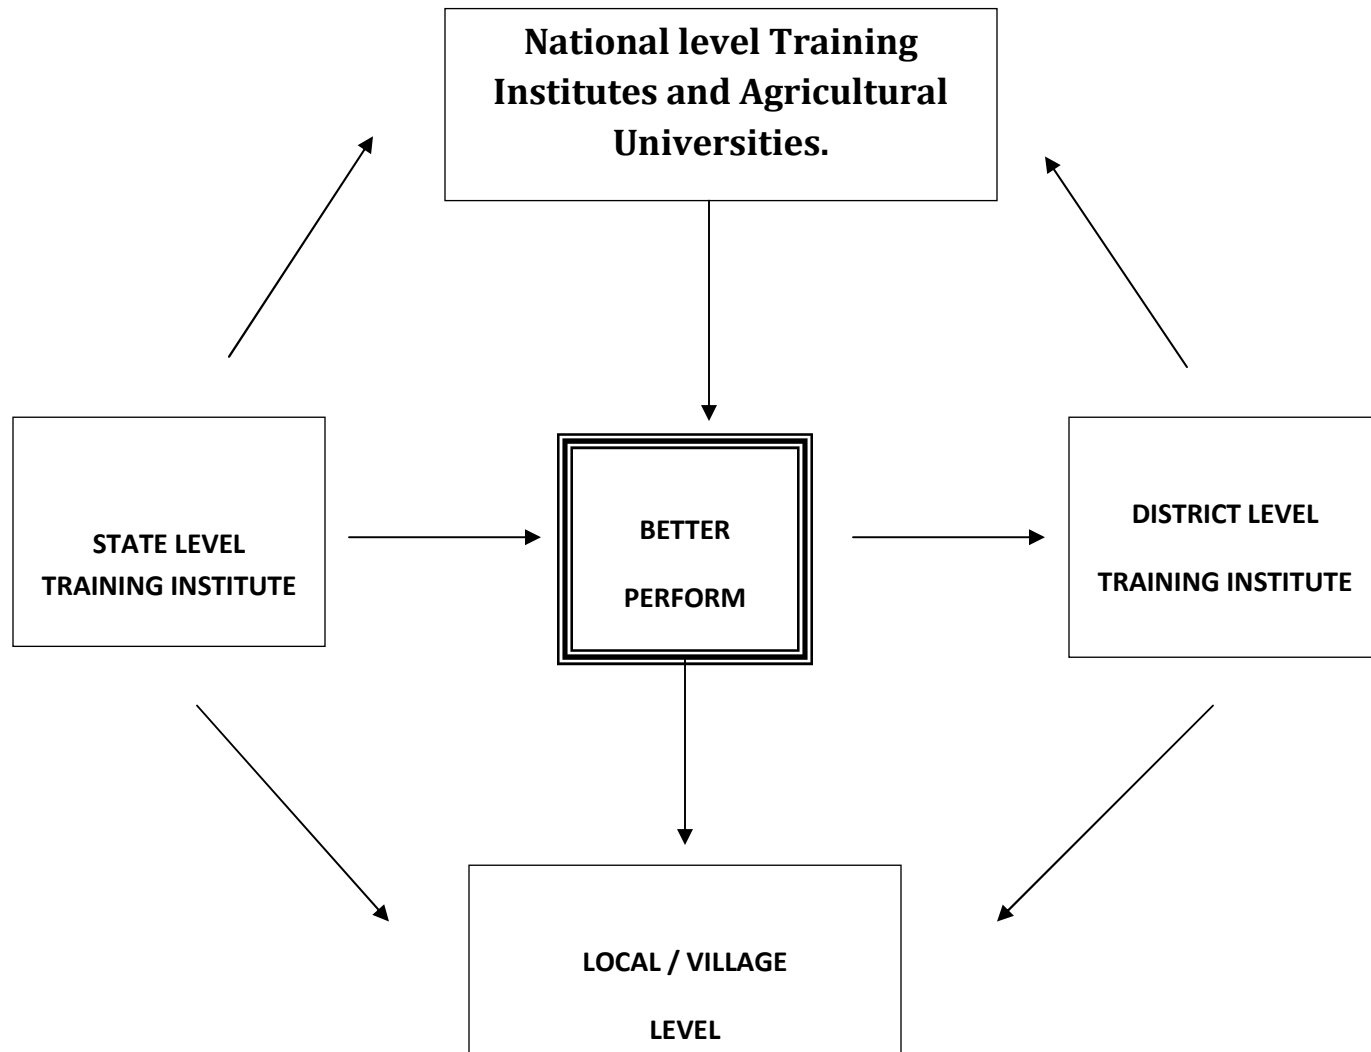 National level Training
Institutes and Agricultural
Universities.
STATE LEVEL
TRAINING INSTITUTE
BETTER
PERFORM
DISTRICT LEVEL
TRAINING INSTITUTE
LOCAL / VILLAGE
LEVEL